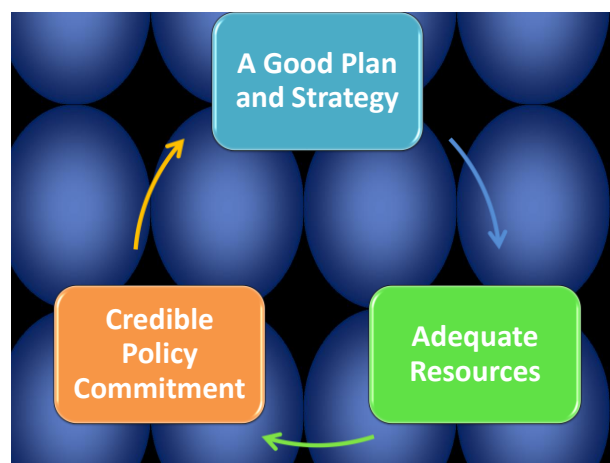 A Good Plan
and Strategy
Credible
Policy
Commitment
Adequate
Resources